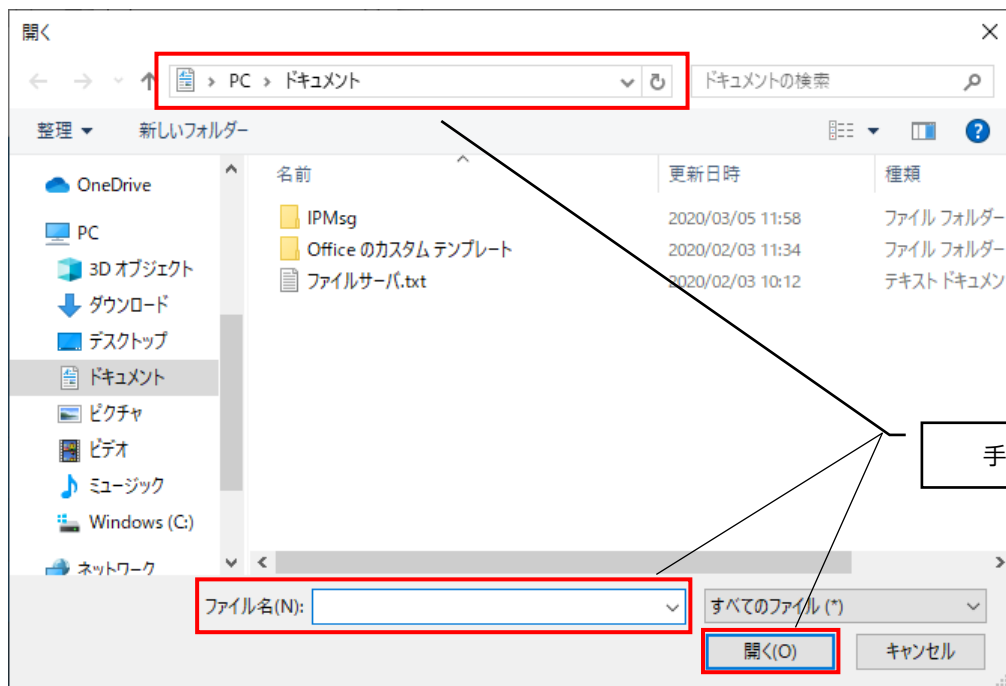 開く
PC › ドキュメント
ドキュメントの検索
整理
新しいフォルダー
名前
更新日時
種類
OneDrive
PC
3D オブジェクト
ダウンロード
デスクトップ
ドキュメント
ピクチャ
ビデオ
ミュージック
Windows (C:)
ネットワーク
IPMsg
2020/03/05 11:58
ファイル フォルダー
Office のカスタム テンプレート
2020/02/03 11:34
ファイル フォルダー
ファイルサーバ.txt
2020/02/03 10:12
テキスト ドキュメン
手
ファイル名(N):
すべてのファイル (*)
開く(O)
キャンセル